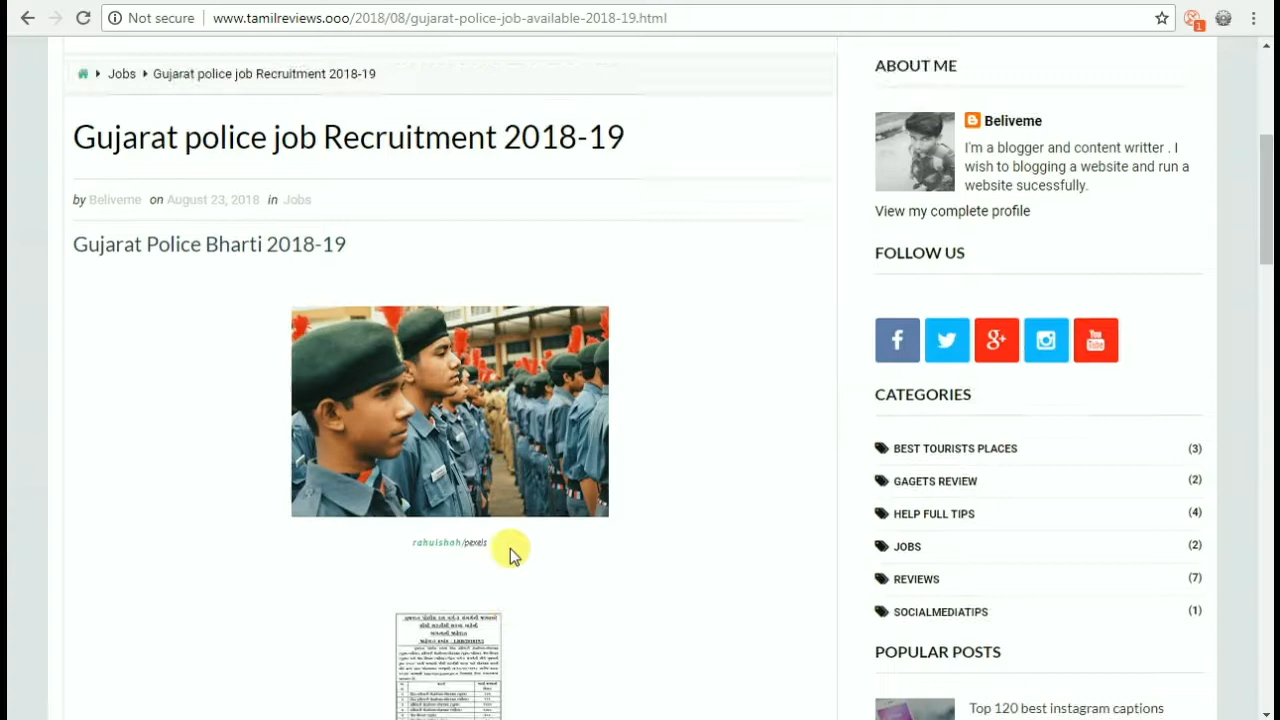 Not secure www.tamilreviews.ooo/2018/08/gujarat-police-job-available-2018-19.html
1
Jobs Gujarat police job Recruitment 2018-19
Gujarat police job Recruitment 2018-19
by Beliveme on August 23, 2018 in Jobs
Gujarat Police Bharti 2018-19
rahulshah/pexels
ABOUT ME
Beliveme
I'm a blogger and content writter . I
wish to blogging a website and run a
website sucessfully.
View my complete profile
FOLLOW US
You
Tube
CATEGORIES
BEST TOURISTS PLACES (3)
GAGETS REVIEW (2)
HELP FULL TIPS (4)
JOBS (2)
REVIEWS (7)
SOCIALMEDIATIPS (1)
POPULAR POSTS
Top 120 best Instagram captions